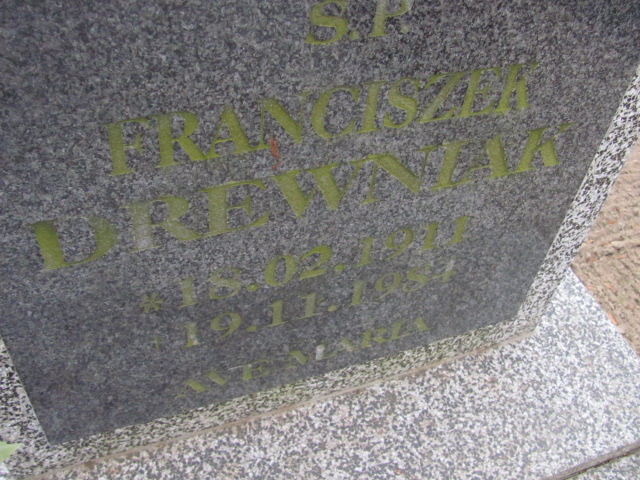 Ś.P.
FRANCISZEK
DREWNIAK
* 18.02.1911
+ 19.11.1984
AVE MARIA